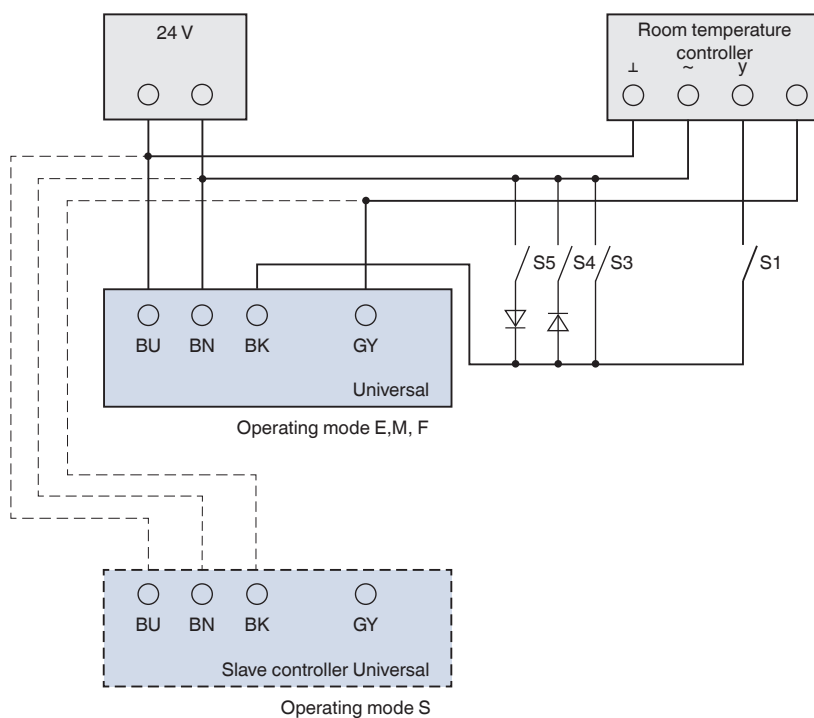 24 V
Room temperature
controller
⊥ ~ y
S5 S4 S3 S1
BU BN BK GY
Universal
Operating mode E,M, F
BU BN BK GY
Slave controller Universal
Operating mode S